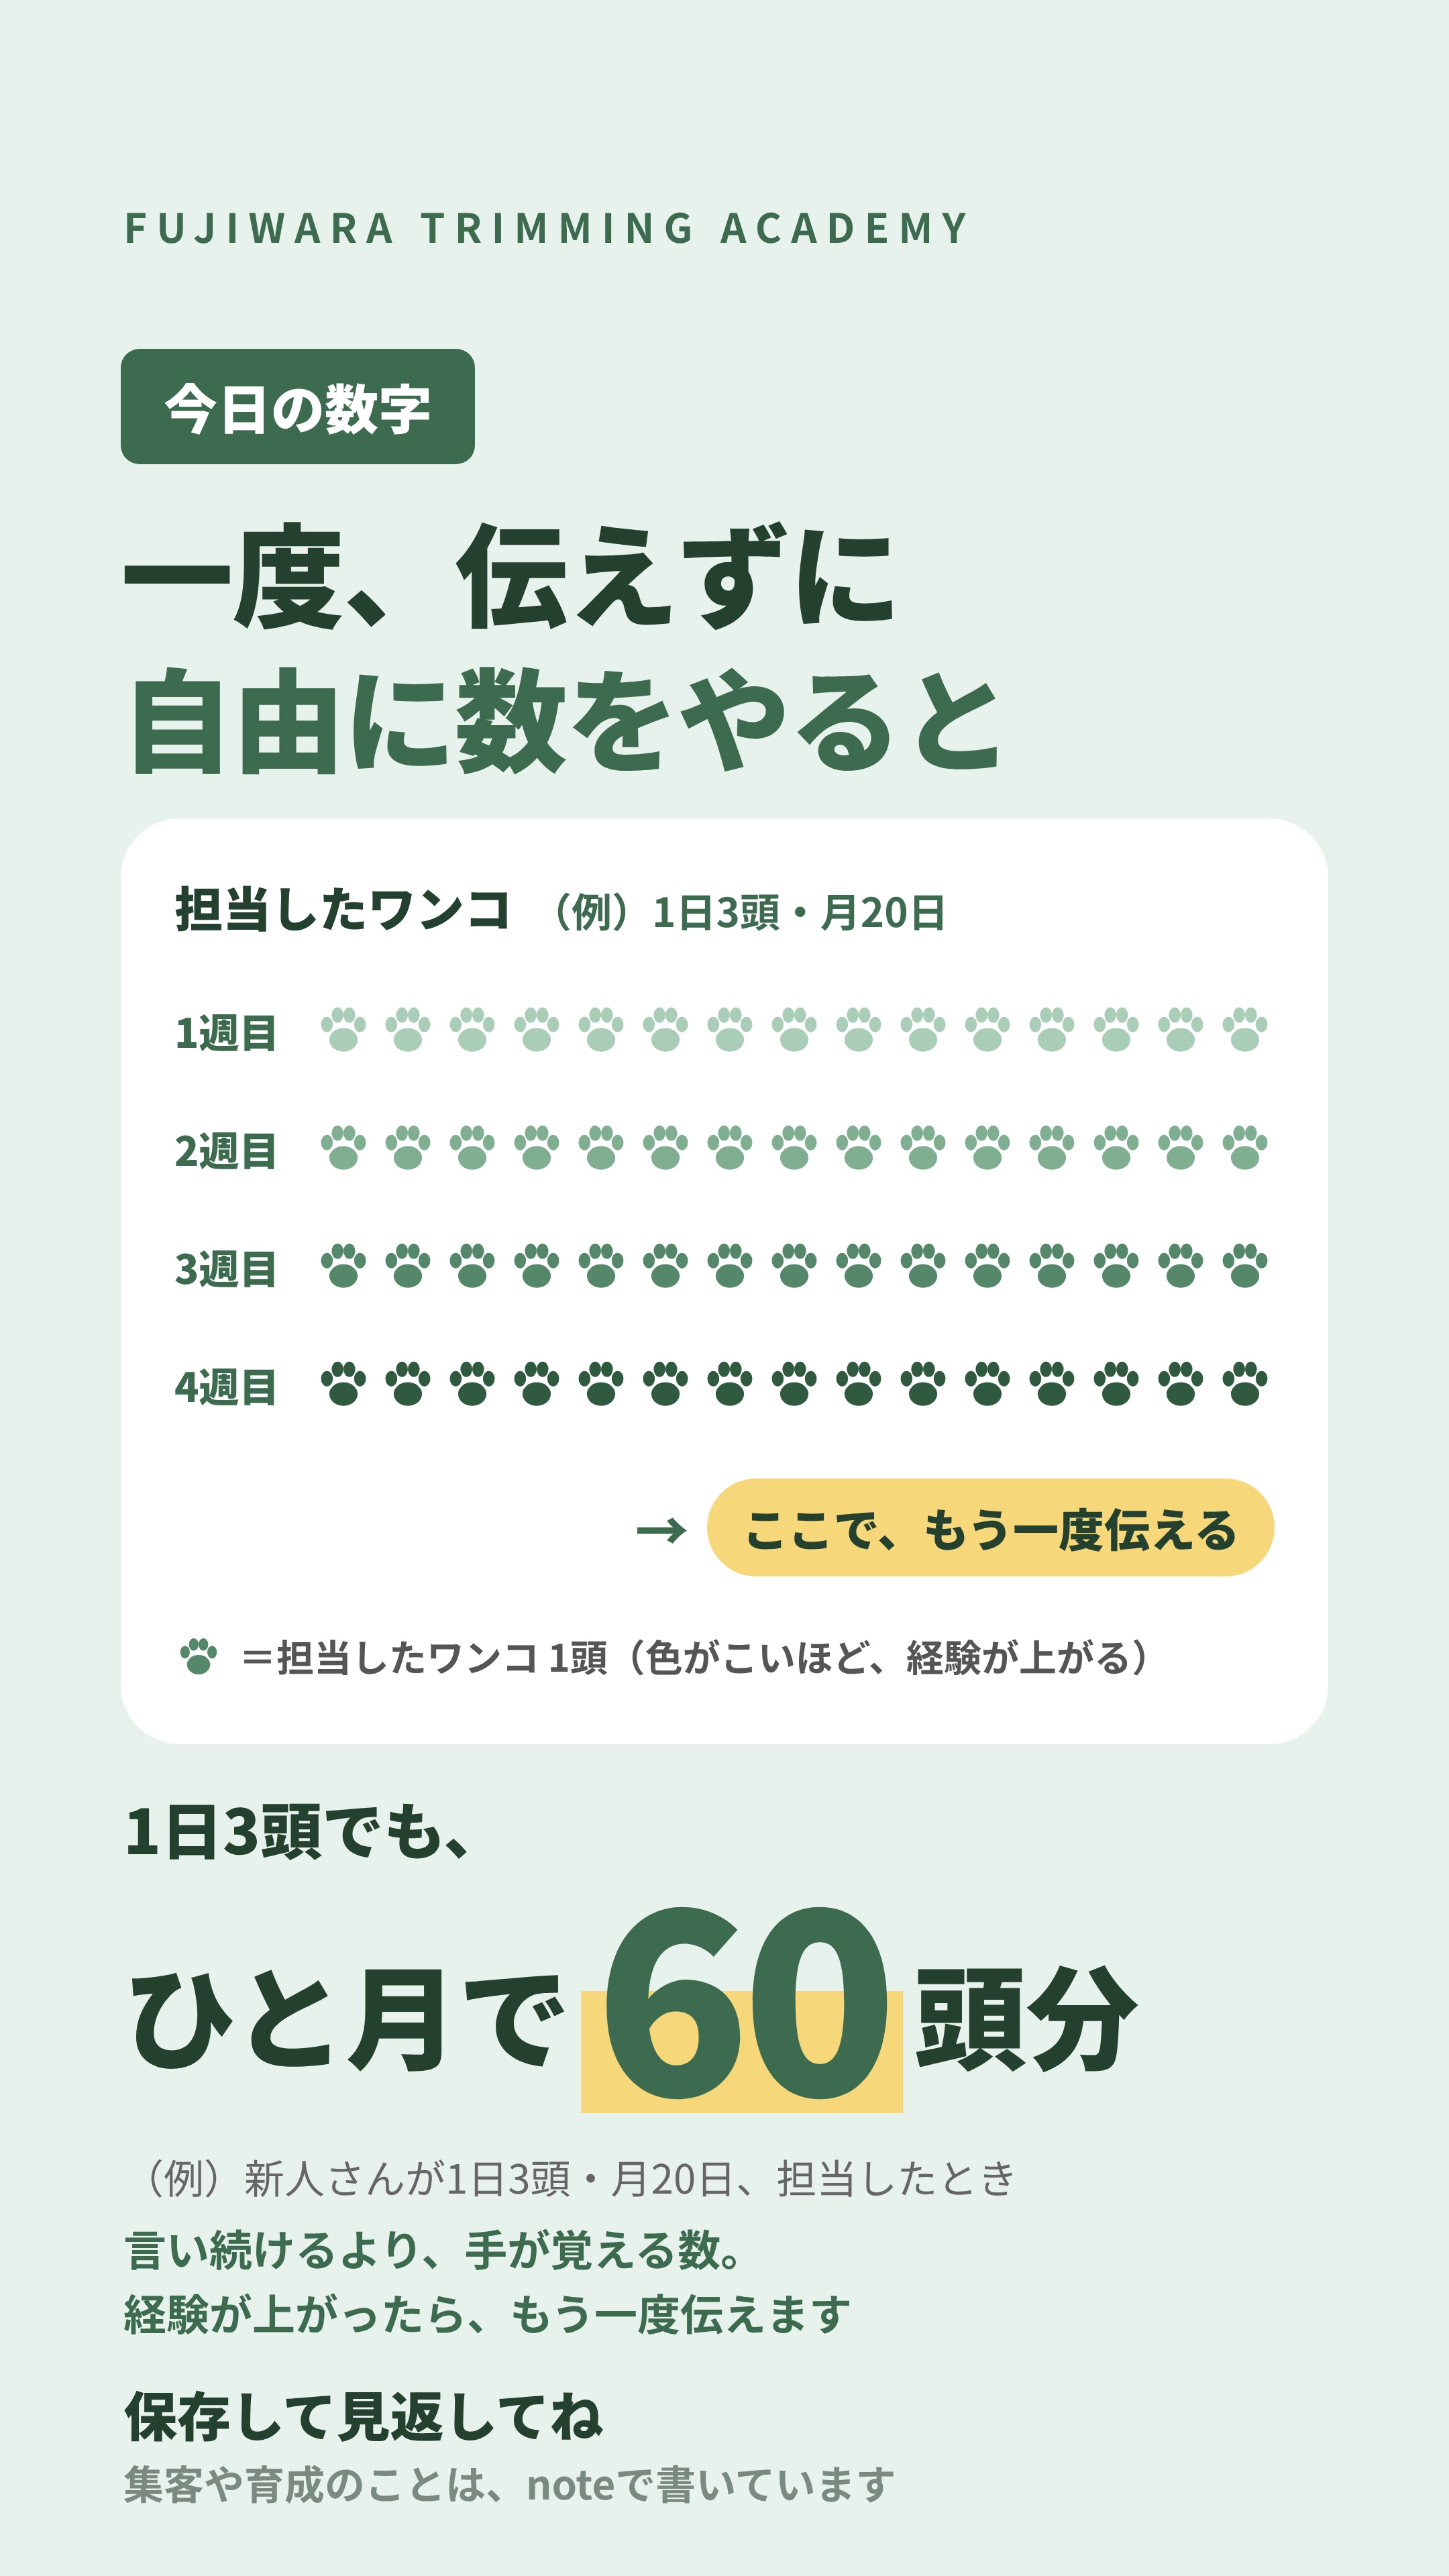 FUJIWARA TRIMMING ACADEMY
今日の数字
一度、伝えずに
自由に数をやると
担当したワンコ （例）1日3頭・月20日
1週目
2週目
3週目
4週目
→ ここで、もう一度伝える
＝担当したワンコ 1頭（色がこいほど、経験が上がる）
1日3頭でも、
ひと月で60頭分
（例）新人さんが1日3頭・月20日、担当したとき
言い続けるより、手が覚える数。
経験が上がったら、もう一度伝えます
保存して見返してね
集客や育成のことは、noteで書いています